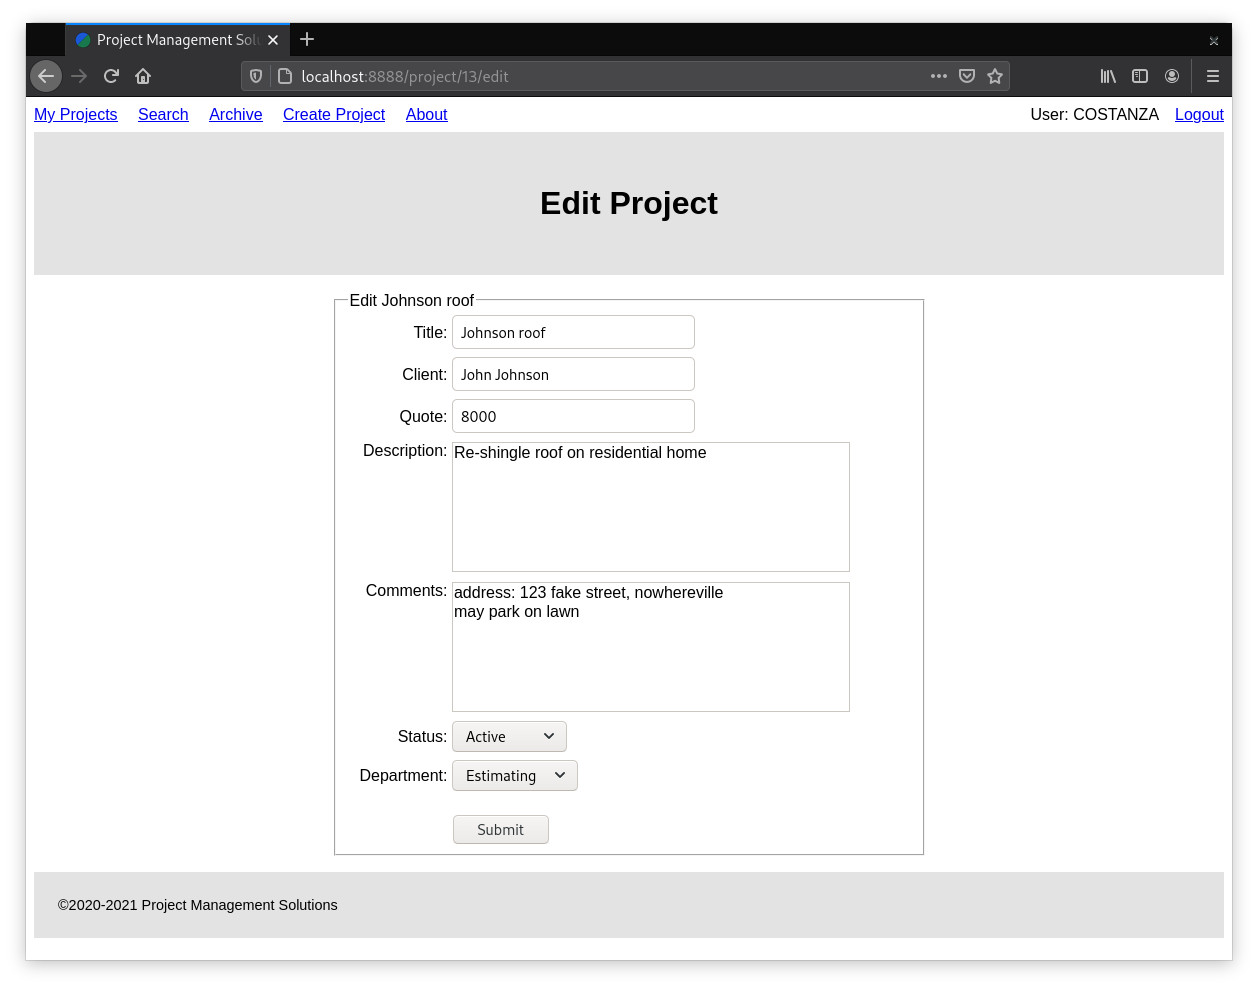 Project Management Solu
localhost:8888/project/13/edit
My Projects Search Archive Create Project About User: COSTANZA Logout
Edit Project
Edit Johnson roof
Title: Johnson roof
Client: John Johnson
Quote: 8000
Description: Re-shingle roof on residential home
Comments: address: 123 fake street, nowhereville
may park on lawn
Status: Active
Department: Estimating
Submit
©2020-2021 Project Management Solutions